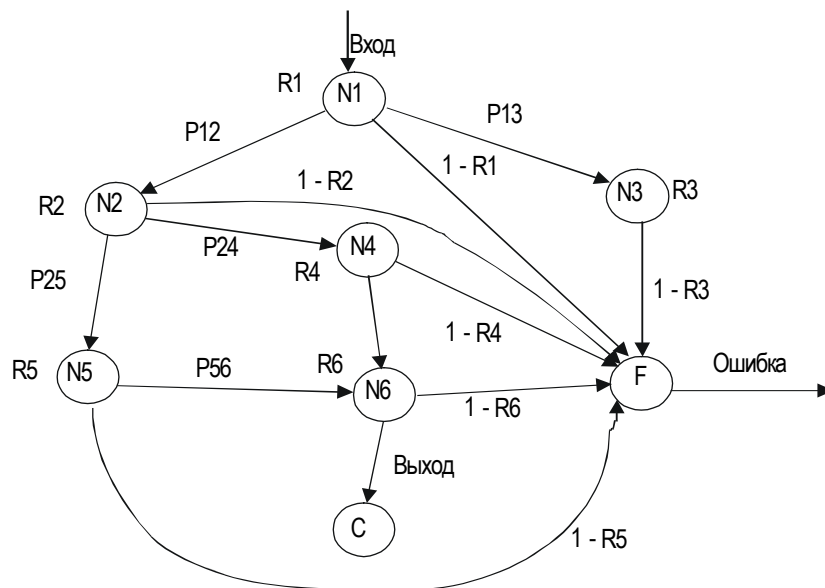 Вход
R1
N1
P12
P13
1 - R2
1 - R1
R2
N2
N3
R3
P24
N4
R4
P25
1 - R3
1 - R4
R5
N5
P56
R6
N6
F
Ошибка
1 - R6
Выход
C
1 - R5